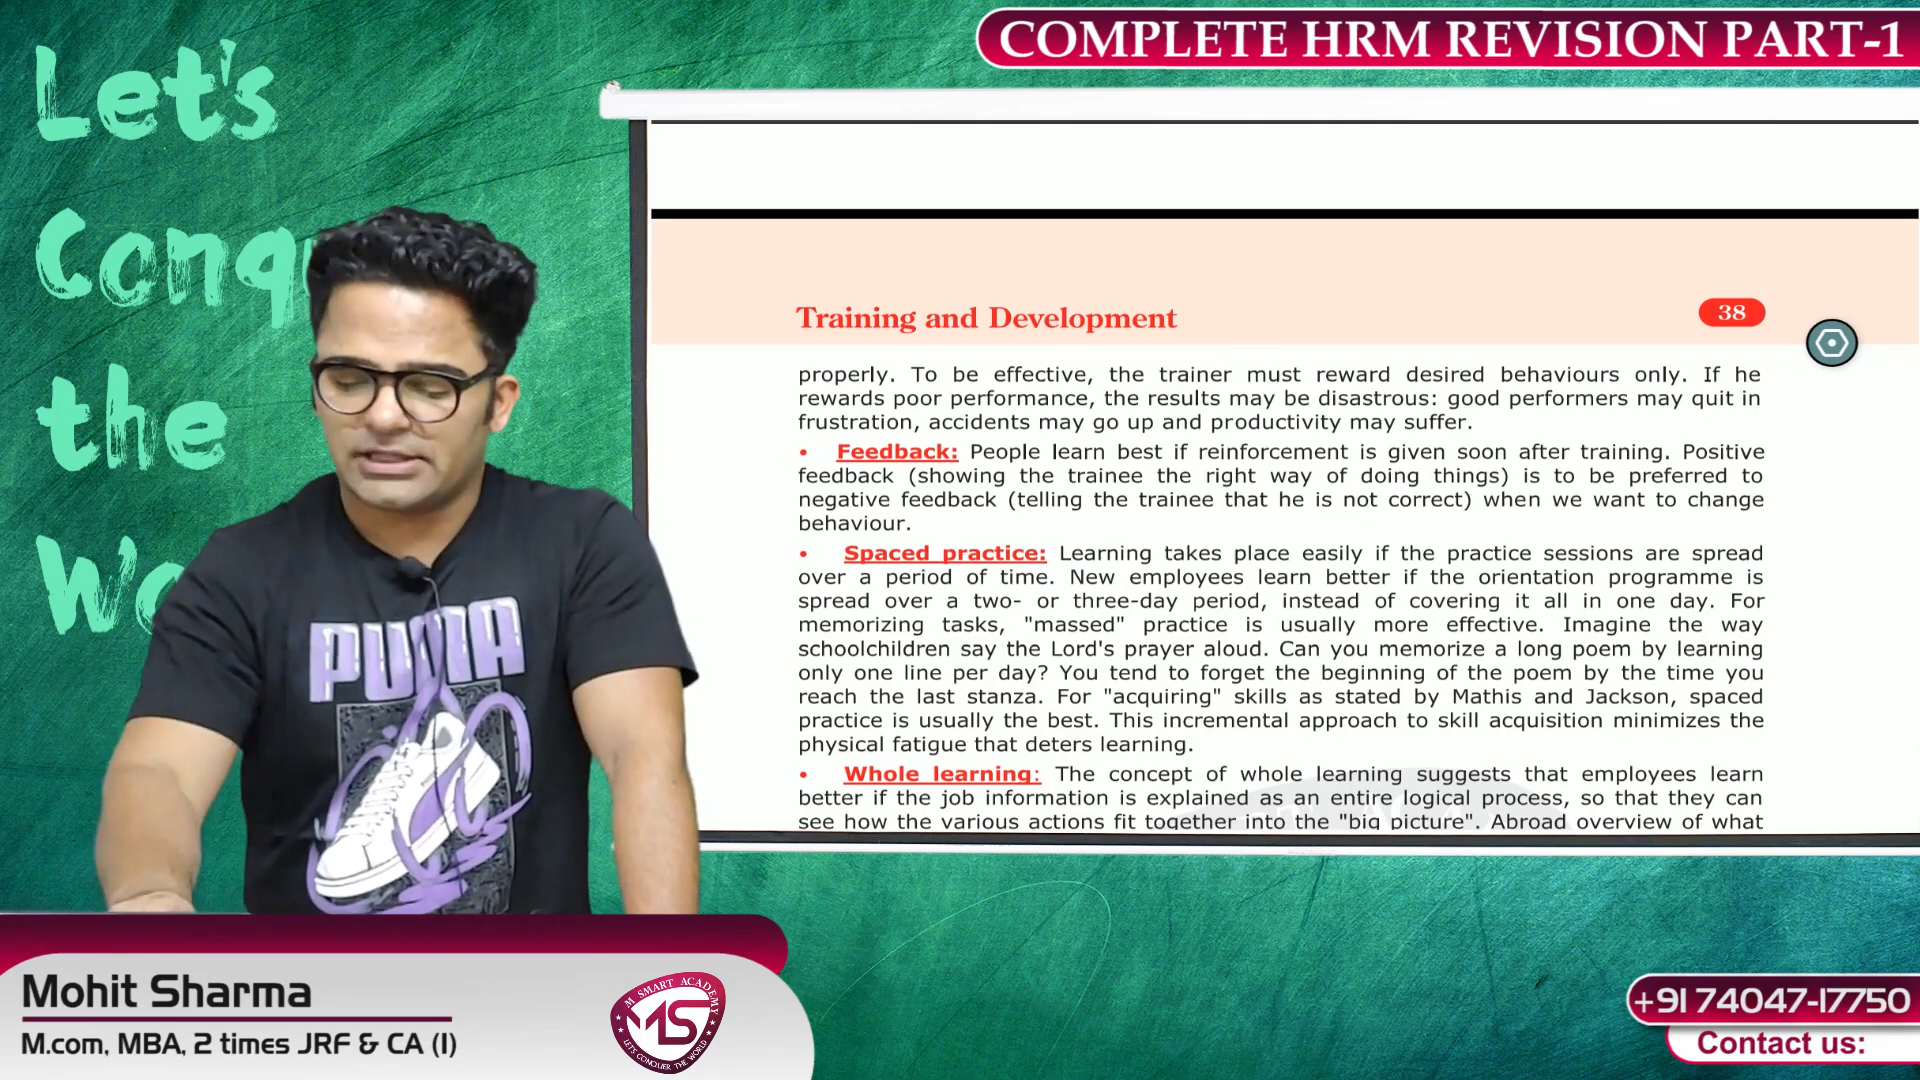 COMPLETE HRM REVISION PART-1
Let's
Conq
the
Wo
Training and Development
38
properly. To be effective, the trainer must reward desired behaviours only. If he
rewards poor performance, the results may be disastrous: good performers may quit in
frustration, accidents may go up and productivity may suffer.
• Feedback: People learn best if reinforcement is given soon after training. Positive
feedback (showing the trainee the right way of doing things) is to be preferred to
negative feedback (telling the trainee that he is not correct) when we want to change
behaviour.
• Spaced practice: Learning takes place easily if the practice sessions are spread
over a period of time. New employees learn better if the orientation programme is
spread over a two- or three-day period, instead of covering it all in one day. For
memorizing tasks, "massed" practice is usually more effective. Imagine the way
schoolchildren say the Lord's prayer aloud. Can you memorize a long poem by learning
only one line per day? You tend to forget the beginning of the poem by the time you
reach the last stanza. For "acquiring" skills as stated by Mathis and Jackson, spaced
practice is usually the best. This incremental approach to skill acquisition minimizes the
physical fatigue that deters learning.
• Whole learning: The concept of whole learning suggests that employees learn
better if the job information is explained as an entire logical process, so that they can
see how the various actions fit together into the "big picture". Abroad overview of what
PUMA
Mohit Sharma
M.com, MBA, 2 times JRF & CA (I)
M SMART ACADEMY
MS
LETS CONQUER THE WORLD
+91 74047-17750
Contact us: